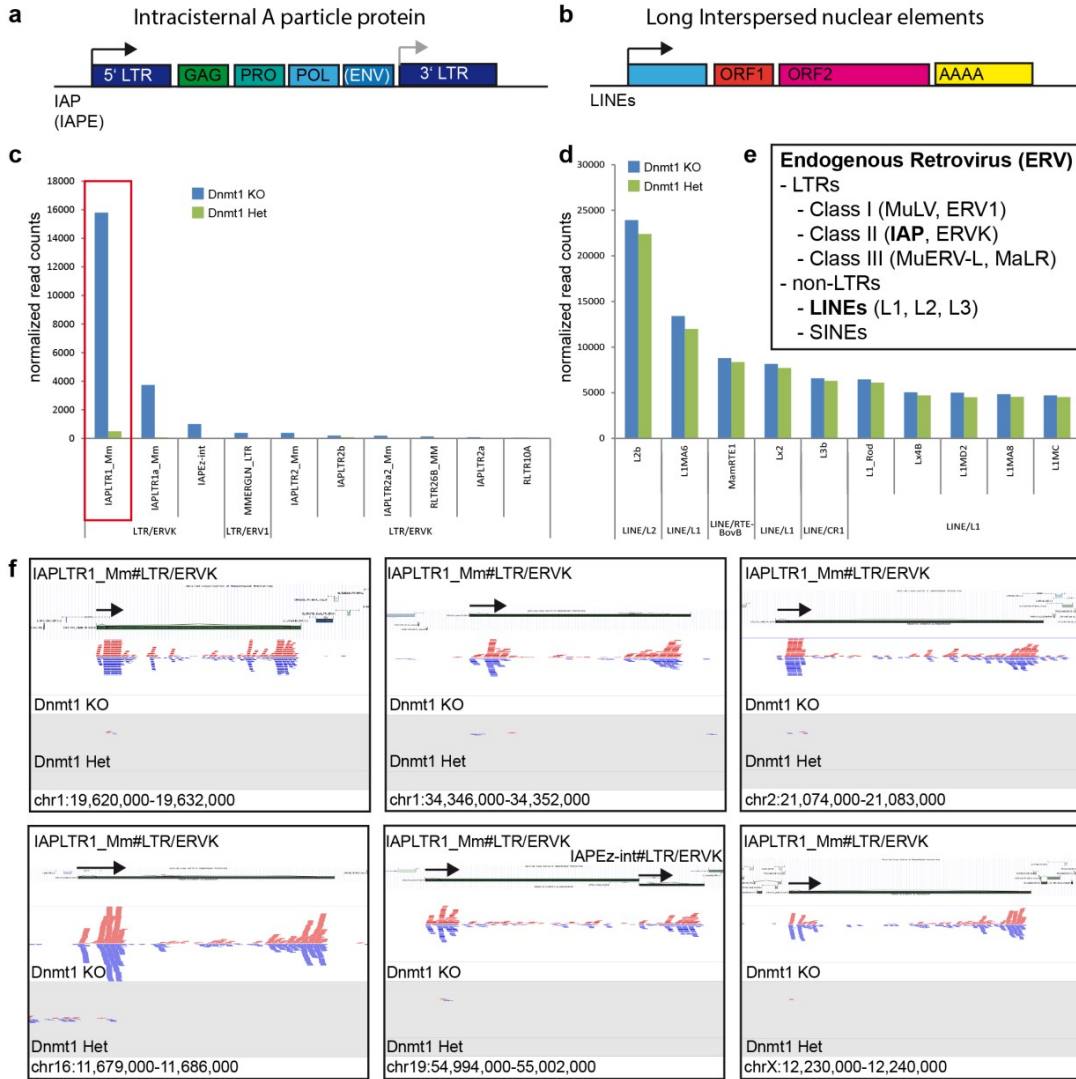 a
Intracisternal A particle protein
5' LTR
GAG
PRO
POL
(ENV)
3' LTR
IAP
(IAPE)
b
Long Interspersed nuclear elements
ORF1
ORF2
AAAA
LINEs
c
Dnmt1 KO
Dnmt1 Het
normalized read counts
18000
16000
14000
12000
10000
8000
6000
4000
2000
0
IAPLTR1_Mm
IAPLTR1a_Mm
IAPEz-int
MMERGLN_LTR
IAPLTR2_Mm
IAPLTR2b
IAPLTR2a2_Mm
RLTR26B_MM
IAPLTR2a
RLTR10A
LTR/ERVK
LTR/ERV1
LTR/ERVK
d
Dnmt1 KO
Dnmt1 Het
normalized read counts
30000
25000
20000
15000
10000
5000
0
L2b
L1MA6
MamRTE1
Lx2
L3b
L1_Rod
Lx4B
L1MD2
L1MA8
L1MC
LINE/L2
LINE/L1
LINE/RTE-
BovB
LINE/L1
LINE/CR1
LINE/L1
e
Endogenous Retrovirus (ERV)
- LTRs
- Class I (MuLV, ERV1)
- Class II (IAP, ERVK)
- Class III (MuERV-L, MaLR)
- non-LTRs
- LINEs (L1, L2, L3)
- SINEs
f
IAPLTR1_Mm#LTR/ERVK
Dnmt1 KO
Dnmt1 Het
chr1:19,620,000-19,632,000
IAPLTR1_Mm#LTR/ERVK
Dnmt1 KO
Dnmt1 Het
chr1:34,346,000-34,352,000
IAPLTR1_Mm#LTR/ERVK
Dnmt1 KO
Dnmt1 Het
chr2:21,074,000-21,083,000
IAPLTR1_Mm#LTR/ERVK
Dnmt1 KO
Dnmt1 Het
chr16:11,679,000-11,686,000
IAPLTR1_Mm#LTR/ERVK
IAPEz-int#LTR/ERVK
Dnmt1 KO
Dnmt1 Het
chr19:54,994,000-55,002,000
IAPLTR1_Mm#LTR/ERVK
Dnmt1 KO
Dnmt1 Het
chrX:12,230,000-12,240,000